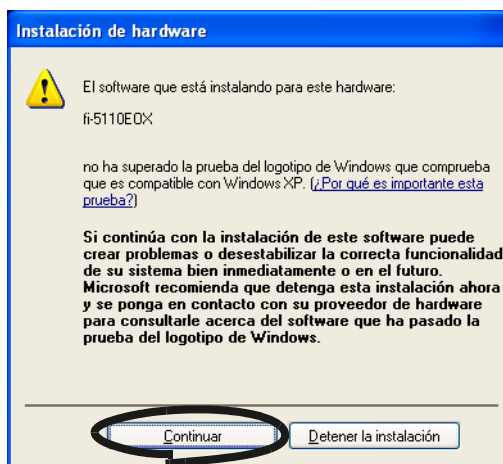 Instalación de hardware
El software que está instalando para este hardware:
fi-5110EOX
no ha superado la prueba del logotipo de Windows que comprueba
que es compatible con Windows XP. (¿Por qué es importante esta
prueba?)
Si continúa con la instalación de este software puede
crear problemas o desestabilizar la correcta funcionalidad
de su sistema bien inmediatamente o en el futuro.
Microsoft recomienda que detenga esta instalación ahora
y se ponga en contacto con su proveedor de hardware
para consultarle acerca del software que ha pasado la
prueba del logotipo de Windows.
Continuar Detener la instalación